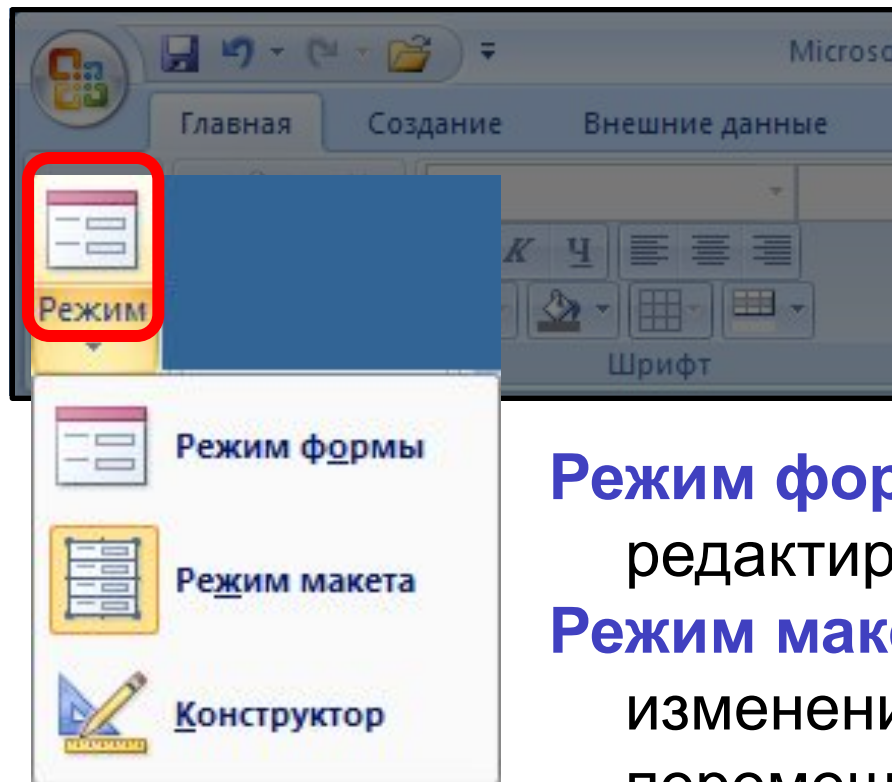 Microso
Главная Создание Внешние данные
К Ч
Режим
Шрифт
Режим формы
Режим макета
Конструктор
Режим фор
редактир
Режим мак
изменени